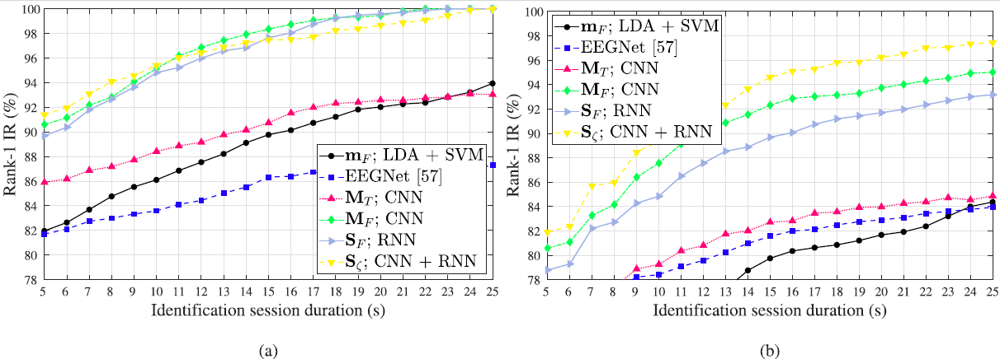 100
98
96
94
92
90
88
86
84
82
80
78
Rank-1 IR (%)
m_F; LDA + SVM
EEGNet [57]
M_T; CNN
M_F; CNN
S_F; RNN
S_ζ; CNN + RNN
5 6 7 8 9 10 11 12 13 14 15 16 17 18 19 20 21 22 23 24 25
Identification session duration (s)
(a)
100
98
96
94
92
90
88
86
84
82
80
78
Rank-1 IR (%)
m_F; LDA + SVM
EEGNet [57]
M_T; CNN
M_F; CNN
S_F; RNN
S_ζ; CNN + RNN
5 6 7 8 9 10 11 12 13 14 15 16 17 18 19 20 21 22 23 24 25
Identification session duration (s)
(b)